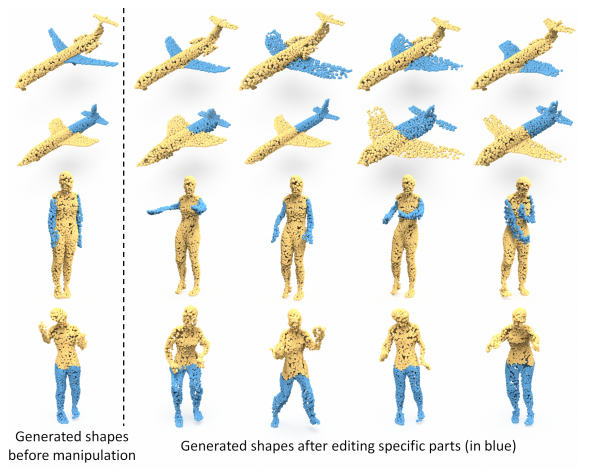 Generated shapes
before manipulation
Generated shapes after editing specific parts (in blue)